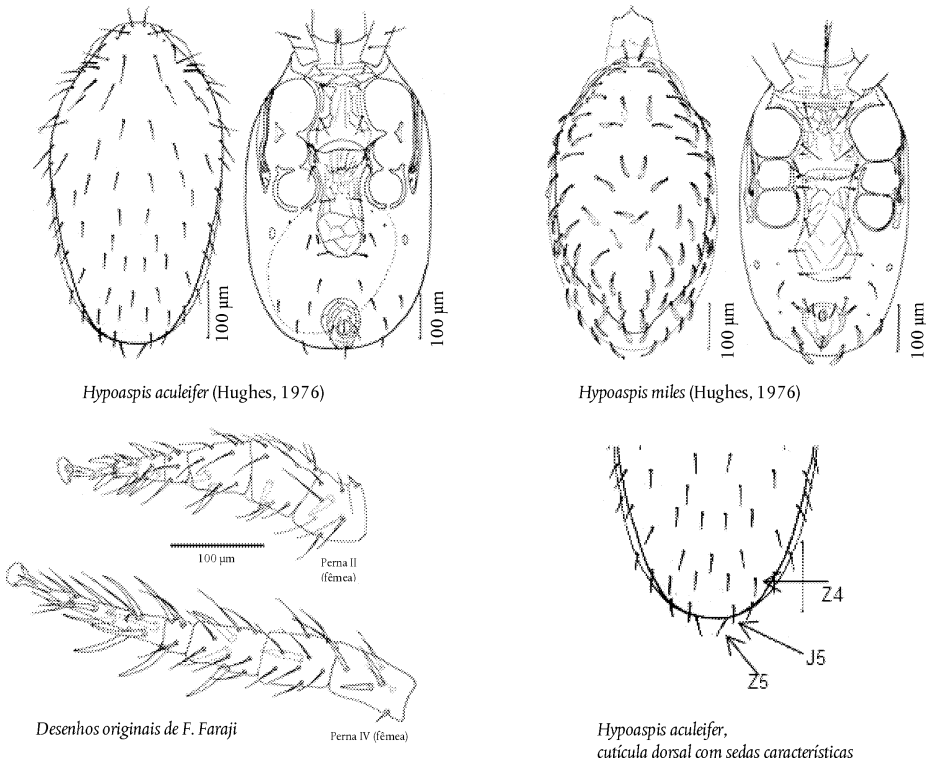 100 µm
100 µm
100 µm
100 µm
Hypoaspis aculeifer (Hughes, 1976)
Hypoaspis miles (Hughes, 1976)
100 µm
Perna II
(fêmea)
Z4
J5
Z5
Desenhos originais de F. Faraji
Perna IV (fêmea)
Hypoaspis aculeifer,
cutícula dorsal com sedas características